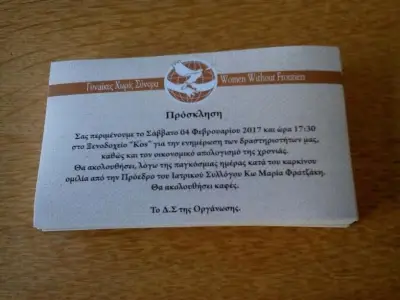 Γυναίκες Χωρίς Σύνορα
Women Without Frontiers
Πρόσκληση
Σας περιμένουμε το Σάββατο 04 Φεβρουαρίου 2017 και ώρα 17:30
στο Ξενοδοχείο "Κος" για την ενημέρωση των δραστηριοτήτων μας,
καθώς και τον οικονομικό απολογισμό της χρονιάς.
Θα ακολουθήσει, λόγω της παγκόσμιας ημέρας κατά του καρκίνου
ομιλία από την Πρόεδρο του Ιατρικού Συλλόγου Κω Μαρία Φρατζάκη.
Θα ακολουθήσει καφές.
Το Δ.Σ της Οργάνωσης.